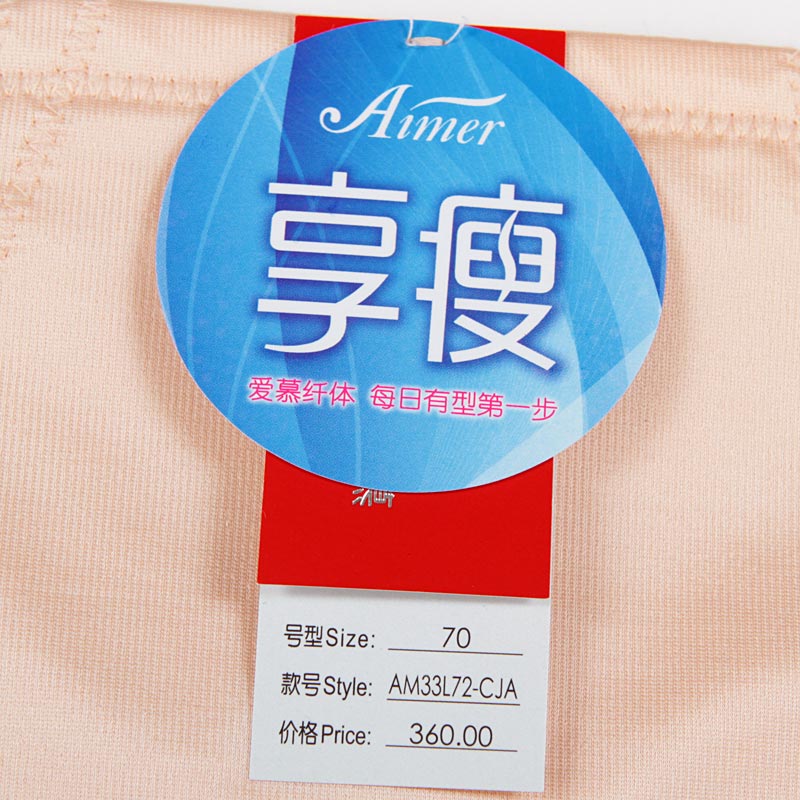 Aimer
享瘦
爱慕纤体 每日有型第一步
号型Size: 70
款号Style: AM33L72-CJA
价格Price: 360.00